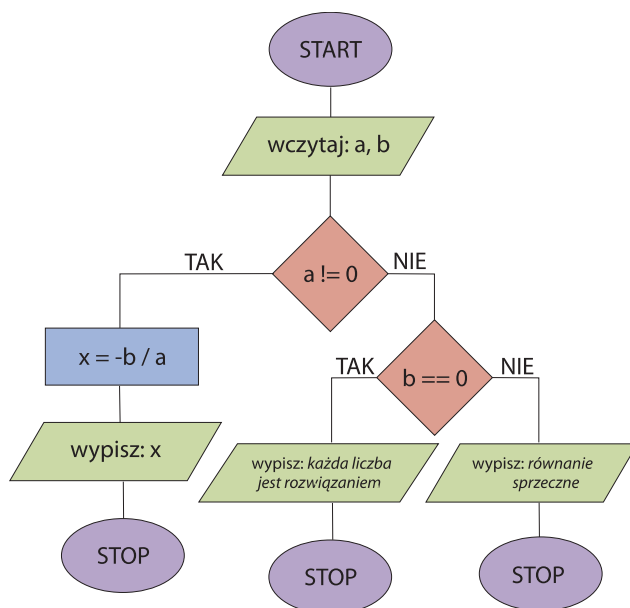 START
wczytaj: a, b
a != 0
TAK
NIE
x = -b / a
b == 0
TAK
NIE
wypisz: x
wypisz: każda liczba
jest rozwiązaniem
wypisz: równanie
sprzeczne
STOP
STOP
STOP